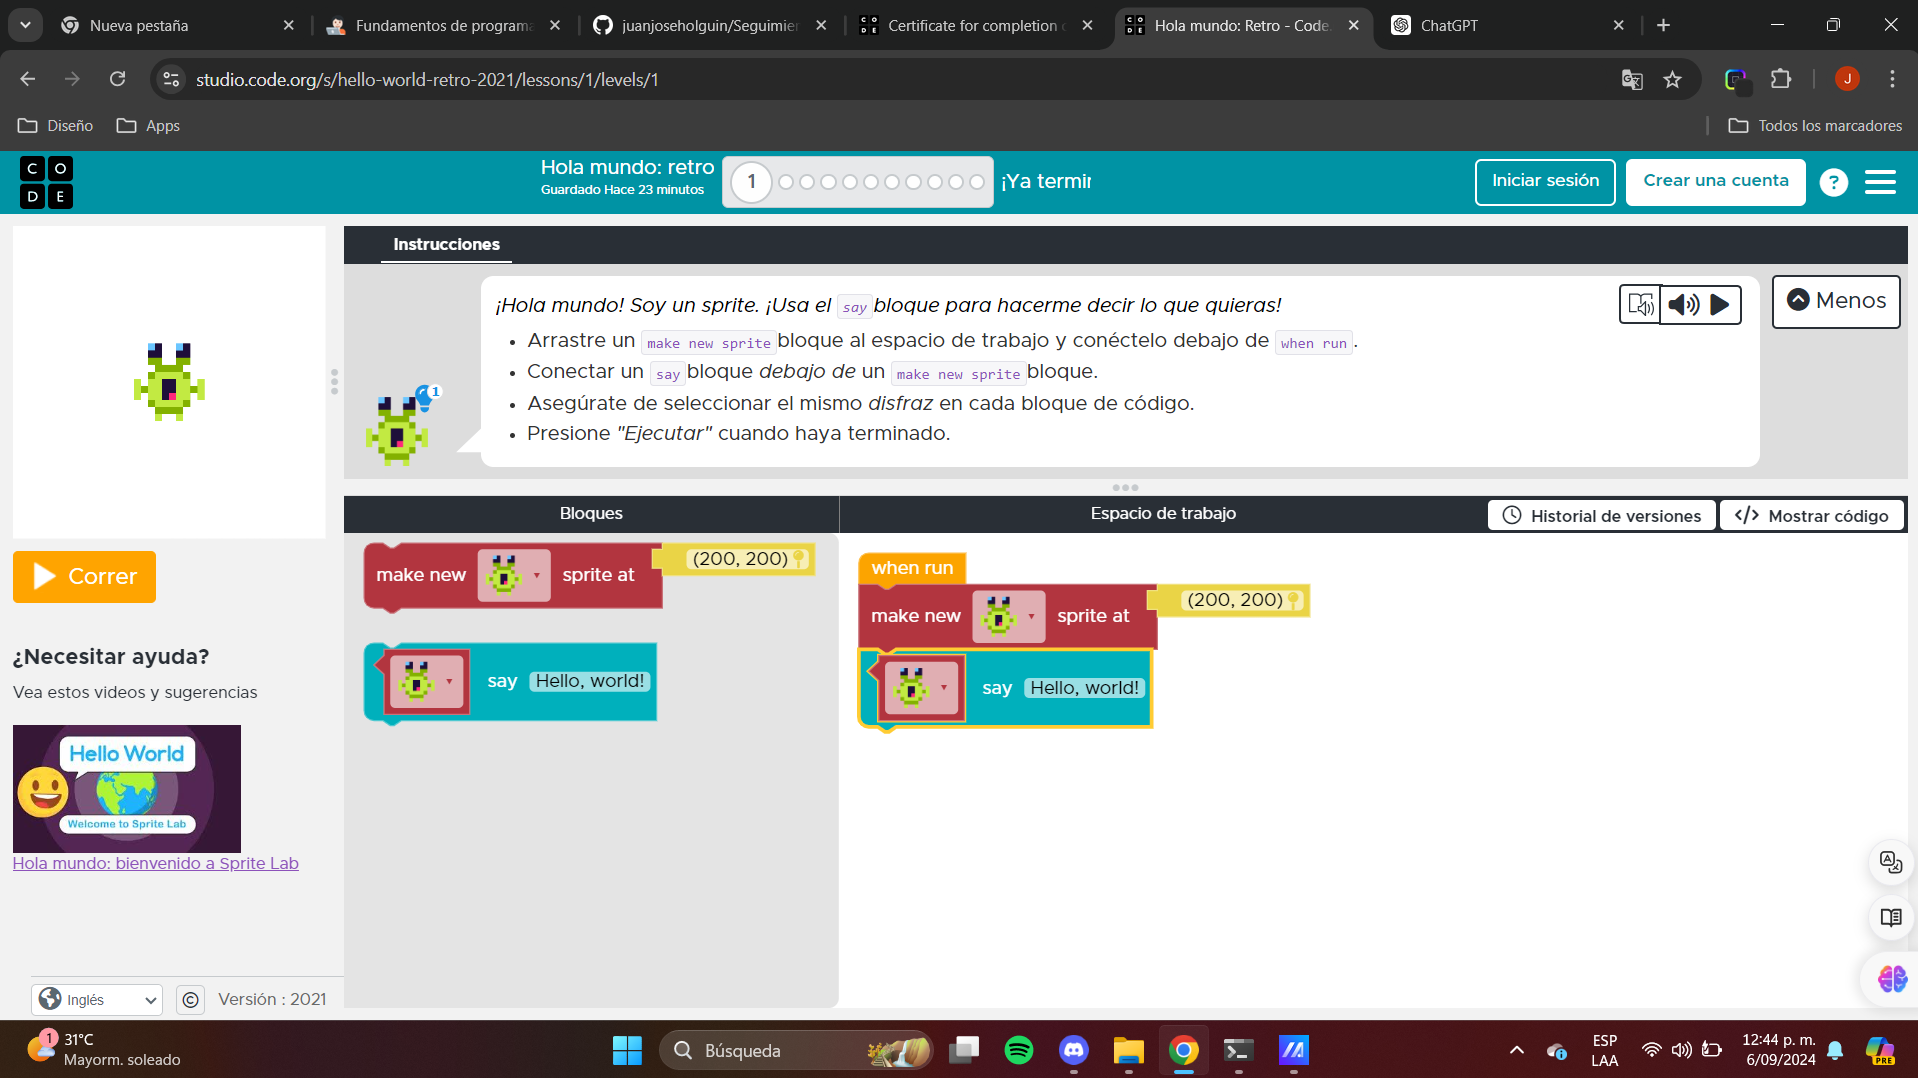 Nueva pestaña
Fundamentos de programa
juanjoseholguin/Seguimier
Certificate for completion
Hola mundo: Retro - Code.
ChatGPT
studio.code.org/s/hello-world-retro-2021/lessons/1/levels/1
J
Diseño
Apps
Todos los marcadores
C O
D E
Hola mundo: retro
Guardado Hace 23 minutos
1
¡Ya termir
Iniciar sesión
Crear una cuenta
?
Instrucciones
¡Hola mundo! Soy un sprite. ¡Usa el say bloque para hacerme decir lo que quieras!
Arrastre un make new sprite bloque al espacio de trabajo y conéctelo debajo de when run.
Conectar un say bloque debajo de un make new sprite bloque.
Asegúrate de seleccionar el mismo disfraz en cada bloque de código.
Presione "Ejecutar" cuando haya terminado.
1
Menos
Bloques
Espacio de trabajo
Historial de versiones
</> Mostrar código
make new sprite at (200, 200)
say Hello, world!
when run
make new sprite at (200, 200)
say Hello, world!
Correr
¿Necesitar ayuda?
Vea estos videos y sugerencias
Hello World
Welcome to Sprite Lab
Hola mundo: bienvenido a Sprite Lab
Inglés
© Versión : 2021
1
31°C
Mayorm. soleado
Búsqueda
ESP
LAA
12:44 p. m.
6/09/2024
PRE